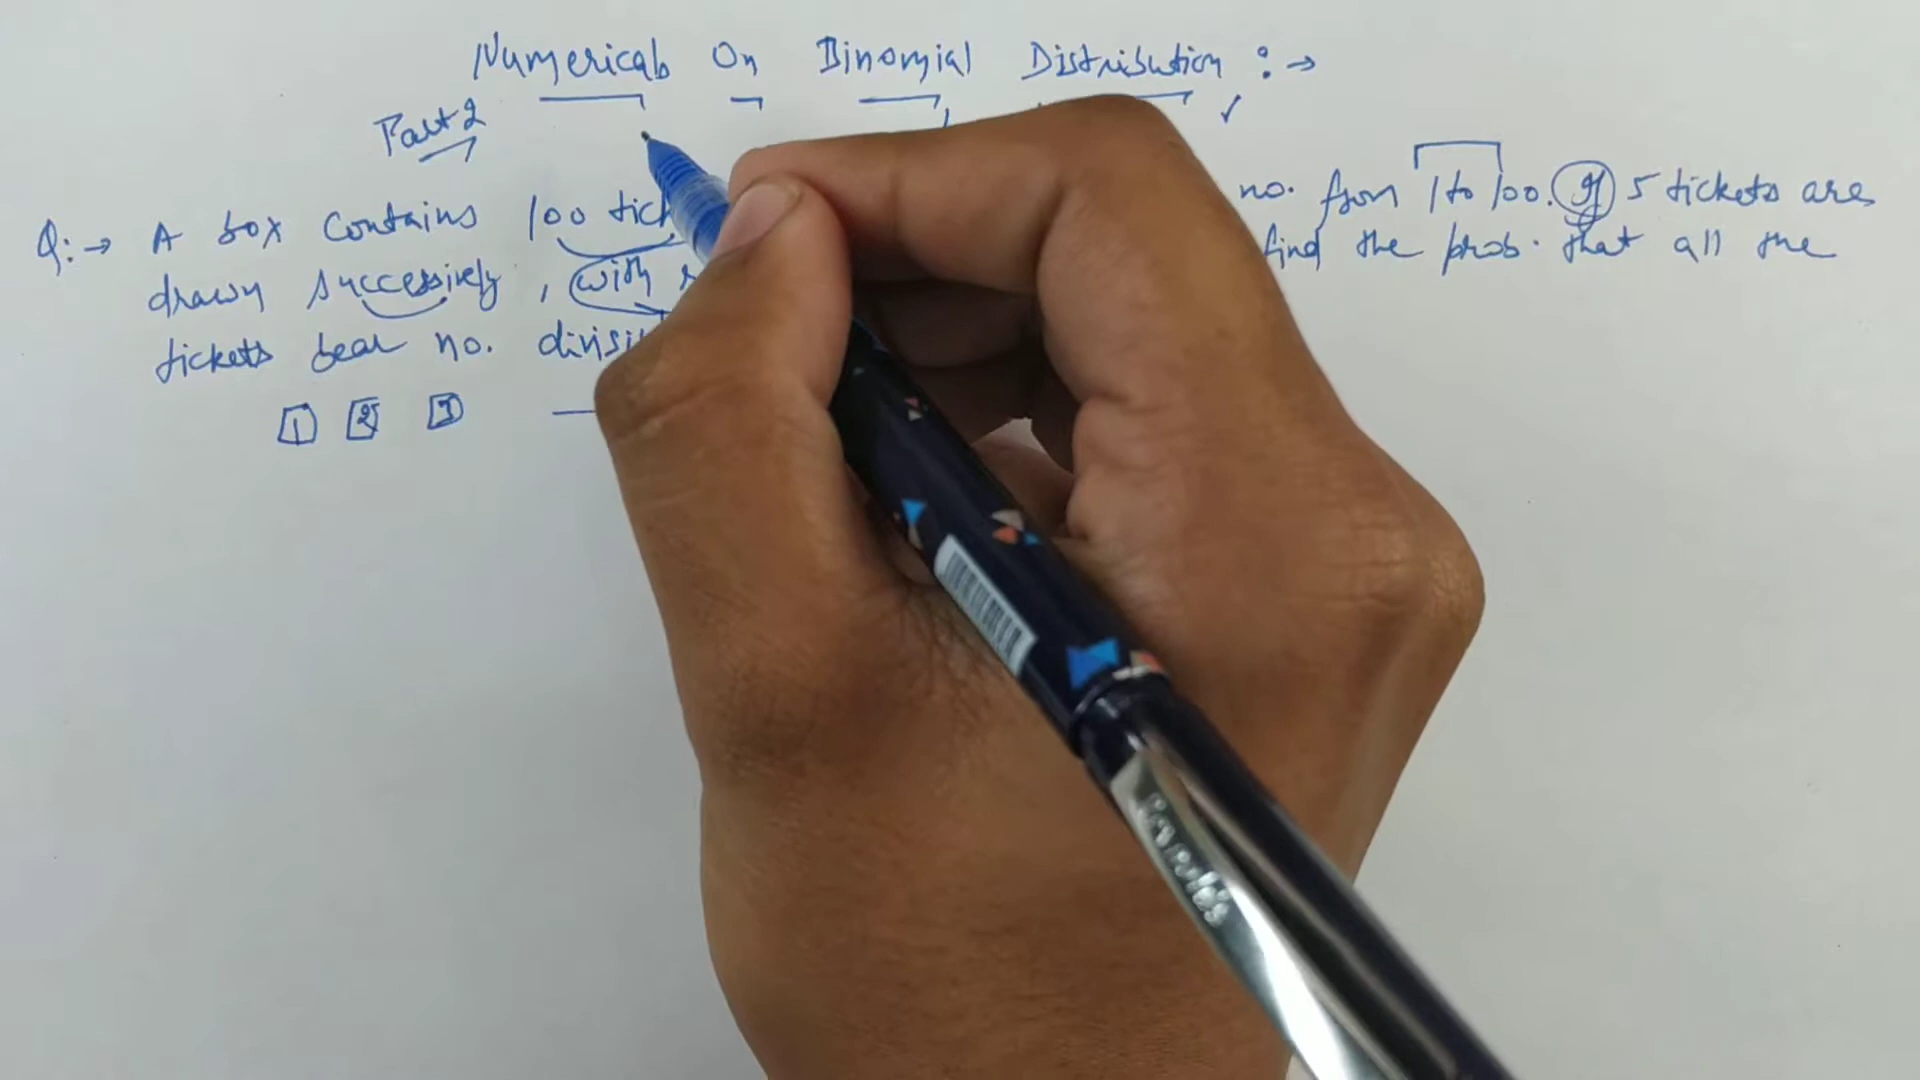 Numericals On Binomial Distribution :→
Part 2
Q:→ A box contains 100 tick no. from 1 to 100. If 5 tickets are
drawn successively, with r find the prob. that all the
tickets bear no. divisi
1 2 3 —